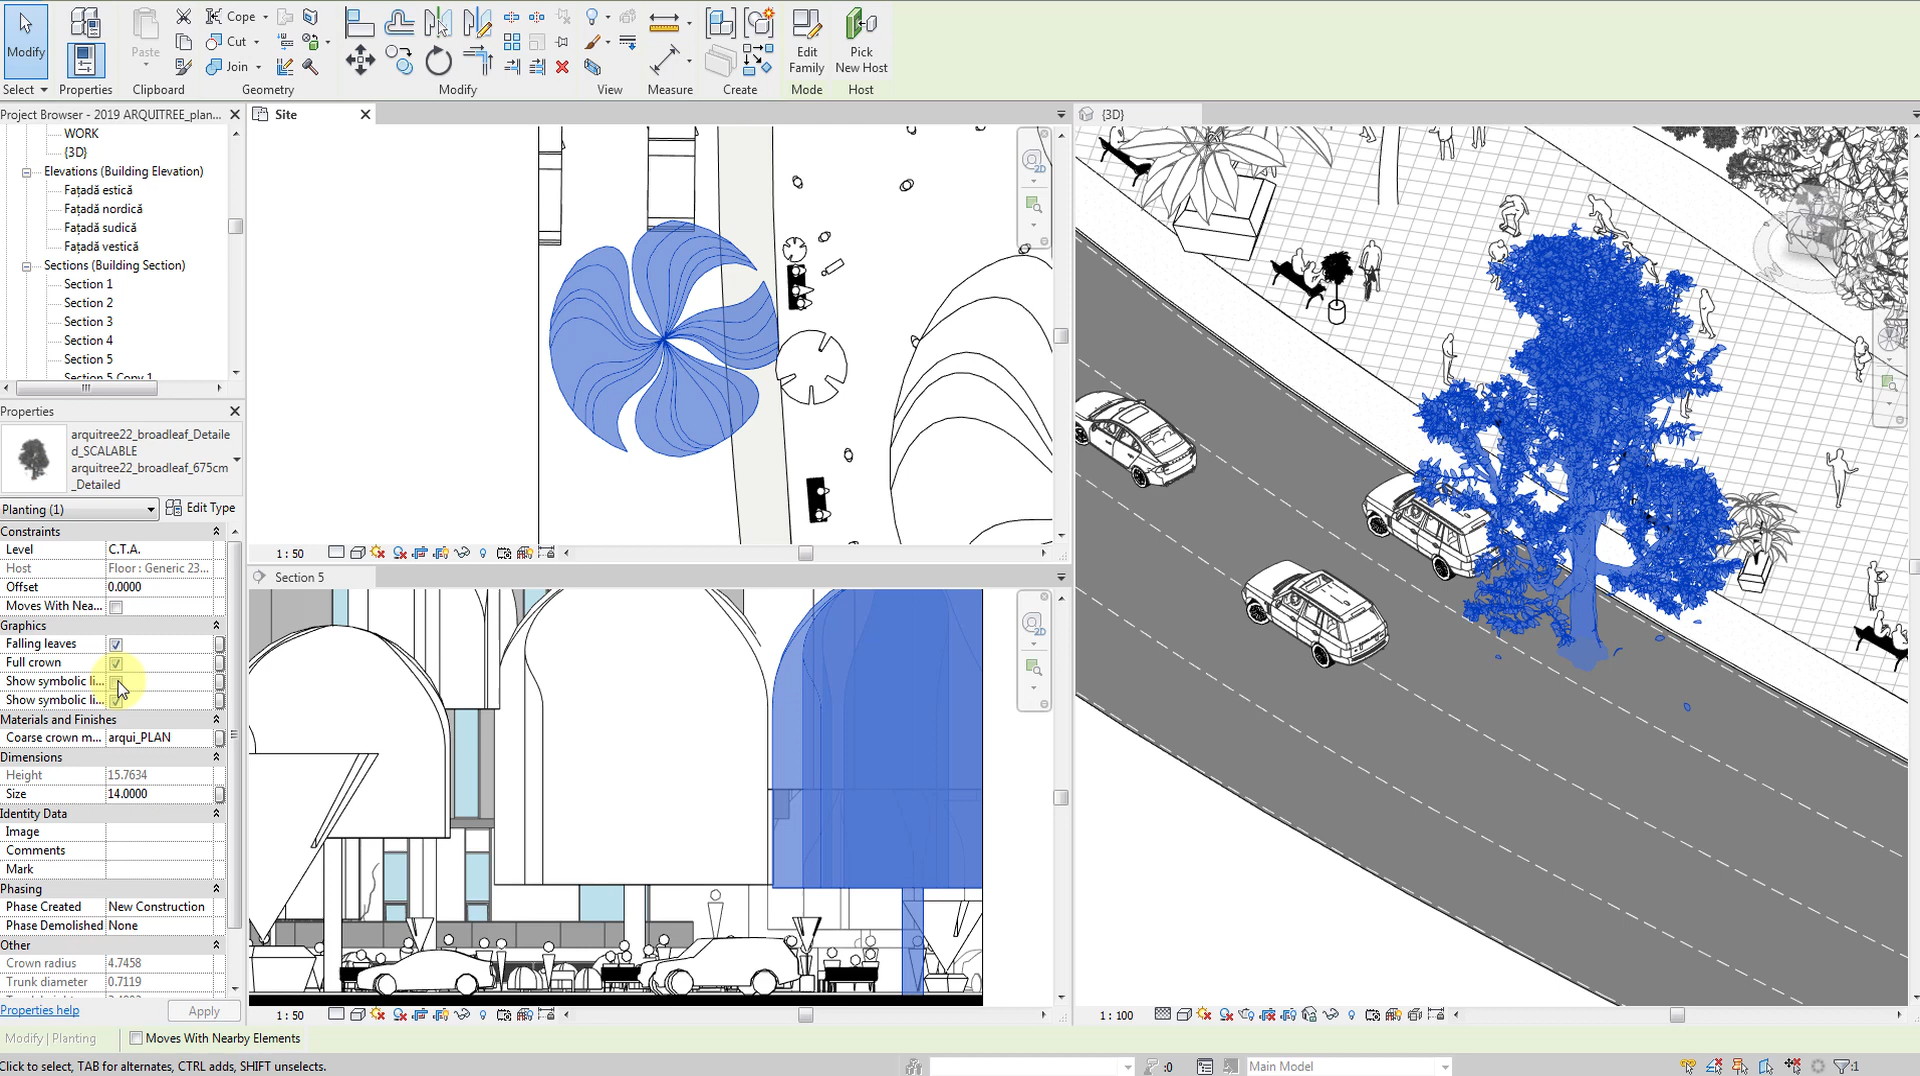 Modify
Select
Properties
Paste
Clipboard
Cope
Cut
Join
Geometry
Modify
View
Measure
Create
Edit
Family
Mode
Pick
New Host
Host
Project Browser - 2019 ARQUITREE_plan...
WORK
{3D}
Elevations (Building Elevation)
Fațadă estică
Fațadă nordică
Fațadă sudică
Fațadă vestică
Sections (Building Section)
Section 1
Section 2
Section 3
Section 4
Section 5
Section 5 Copy 1
Properties
arquitree22_broadleaf_Detaile
d_SCALABLE
arquitree22_broadleaf_675cm
_Detailed
Planting (1)
Edit Type
Constraints
Level C.T.A.
Host Floor : Generic 23...
Offset 0.0000
Moves With Nea...
Graphics
Falling leaves
Full crown
Show symbolic li...
Show symbolic li...
Materials and Finishes
Coarse crown m... arqui_PLAN
Dimensions
Height 15.7634
Size 14.0000
Identity Data
Image
Comments
Mark
Phasing
Phase Created New Construction
Phase Demolished None
Other
Crown radius 4.7458
Trunk diameter 0.7119
Properties help
Apply
Site
2D
1 : 50
Section 5
2D
1 : 50
{3D}
W
1 : 100
Modify | Planting
Moves With Nearby Elements
Click to select, TAB for alternates, CTRL adds, SHIFT unselects.
:0
Main Model
:1